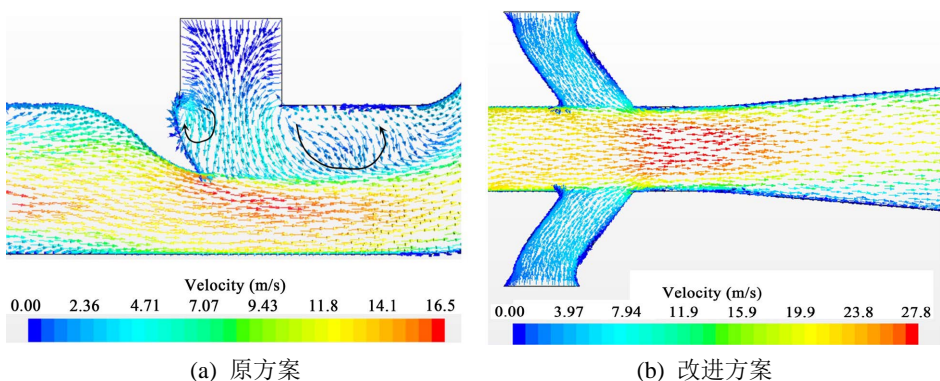 Velocity (m/s)
0.00 2.36 4.71 7.07 9.43 11.8 14.1 16.5
(a) 原方案
Velocity (m/s)
0.00 3.97 7.94 11.9 15.9 19.9 23.8 27.8
(b) 改进方案